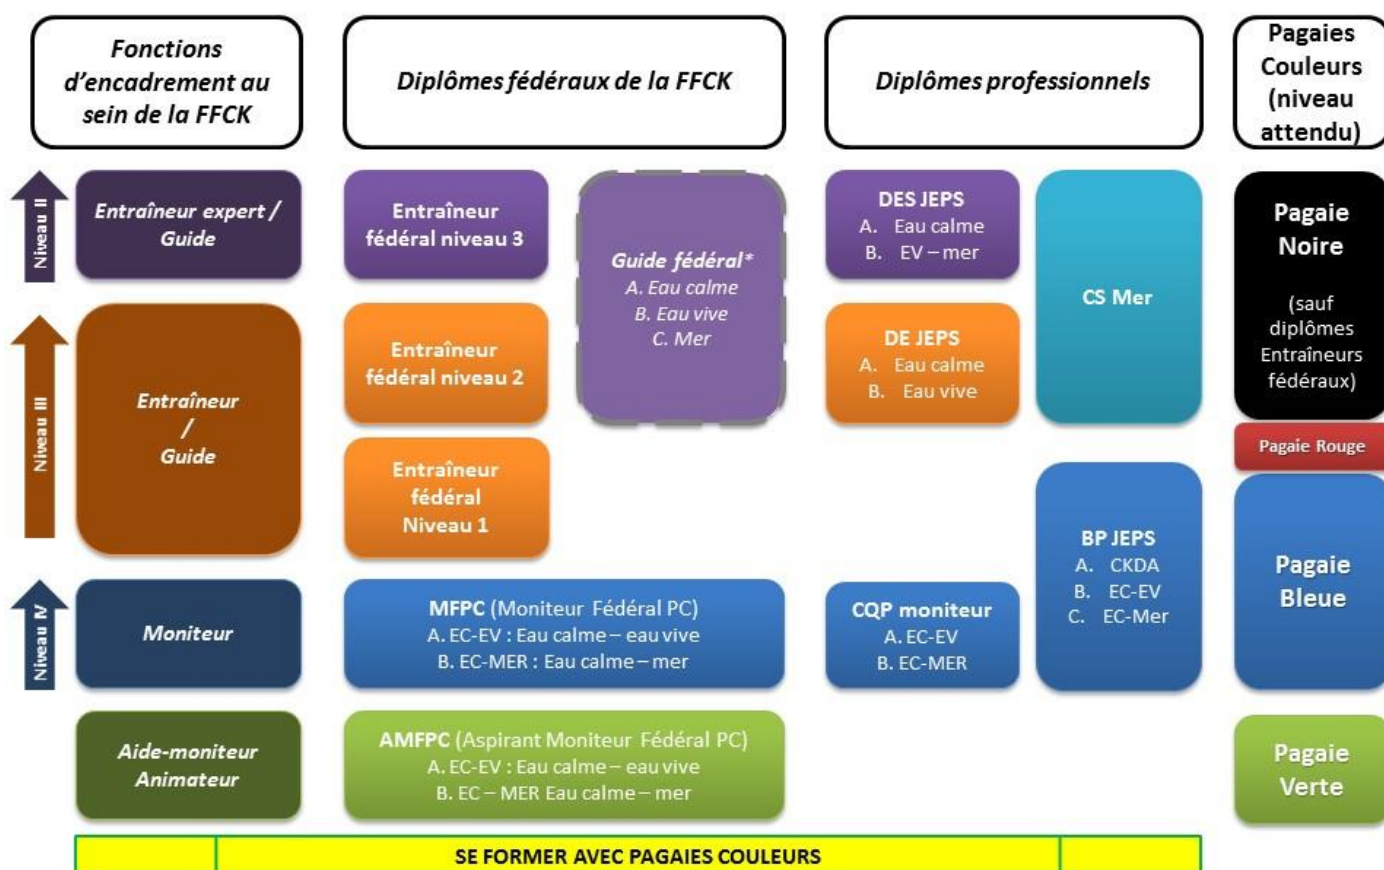 Fonctions
d'encadrement au
sein de la FFCK
Diplômes fédéraux de la FFCK
Diplômes professionnels
Pagaies
Couleurs
(niveau
attendu)
Niveau II
Entraîneur expert /
Guide
Entraîneur
fédéral niveau 3
Guide fédéral*
A. Eau calme
B. Eau vive
C. Mer
DES JEPS
A. Eau calme
B. EV – mer
CS Mer
Pagaie
Noire
(sauf
diplômes
Entraîneurs
fédéraux)
Niveau III
Entraîneur
/
Guide
Entraîneur
fédéral niveau 2
DE JEPS
A. Eau calme
B. Eau vive
Pagaie Rouge
Entraîneur
fédéral
Niveau 1
BP JEPS
A. CKDA
B. EC-EV
C. EC-Mer
Pagaie
Bleue
Niveau IV
Moniteur
MFPC (Moniteur Fédéral PC)
A. EC-EV : Eau calme – eau vive
B. EC-MER : Eau calme – mer
CQP moniteur
A. EC-EV
B. EC-MER
Aide-moniteur
Animateur
AMFPC (Aspirant Moniteur Fédéral PC)
A. EC-EV : Eau calme – eau vive
B. EC – MER Eau calme – mer
Pagaie
Verte
SE FORMER AVEC PAGAIES COULEURS